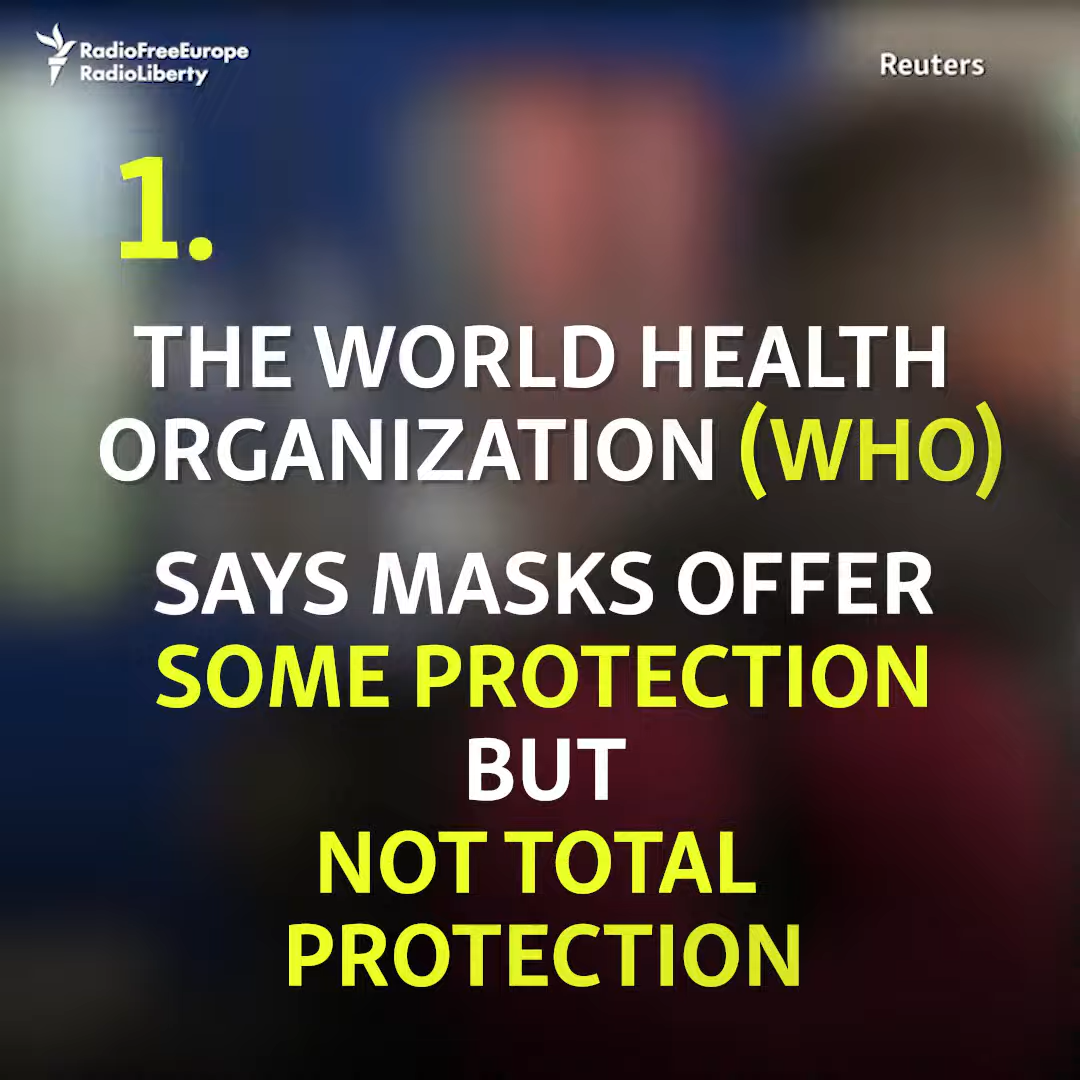 RadioFreeEurope
RadioLiberty
Reuters
1.
THE WORLD HEALTH
ORGANIZATION (WHO)
SAYS MASKS OFFER
SOME PROTECTION
BUT
NOT TOTAL
PROTECTION